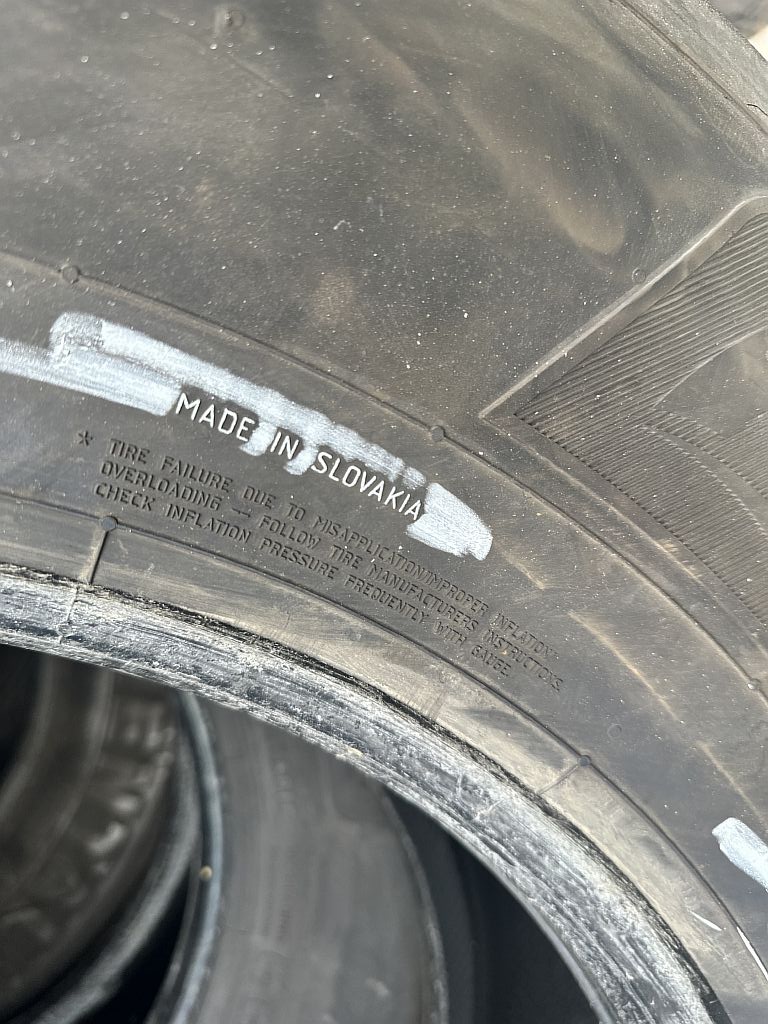 MADE IN SLOVAKIA
* TIRE FAILURE DUE TO MISAPPLICATION/IMPROPER INFLATION-
OVERLOADING - FOLLOW TIRE MANUFACTURERS INSTRUCTIONS.
CHECK INFLATION PRESSURE FREQUENTLY WITH GAUGE.